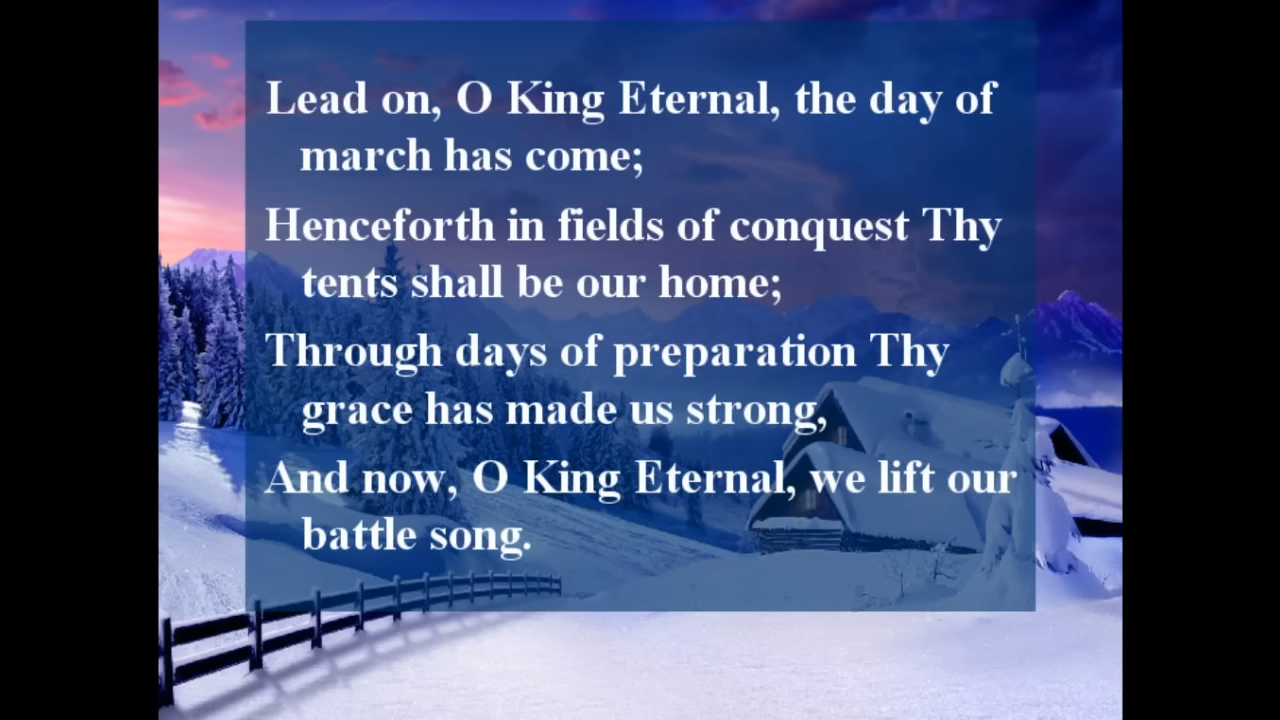 Lead on, O King Eternal, the day of
march has come;
Henceforth in fields of conquest Thy
tents shall be our home;
Through days of preparation Thy
grace has made us strong,
And now, O King Eternal, we lift our
battle song.